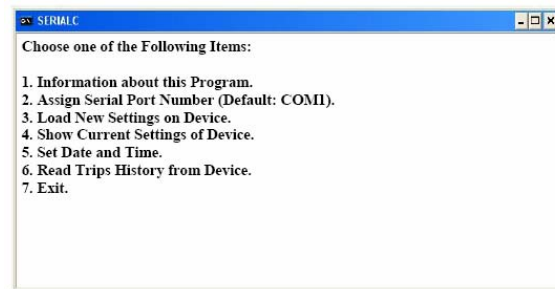 SERIALC
Choose one of the Following Items:
1. Information about this Program.
2. Assign Serial Port Number (Default: COM1).
3. Load New Settings on Device.
4. Show Current Settings of Device.
5. Set Date and Time.
6. Read Trips History from Device.
7. Exit.